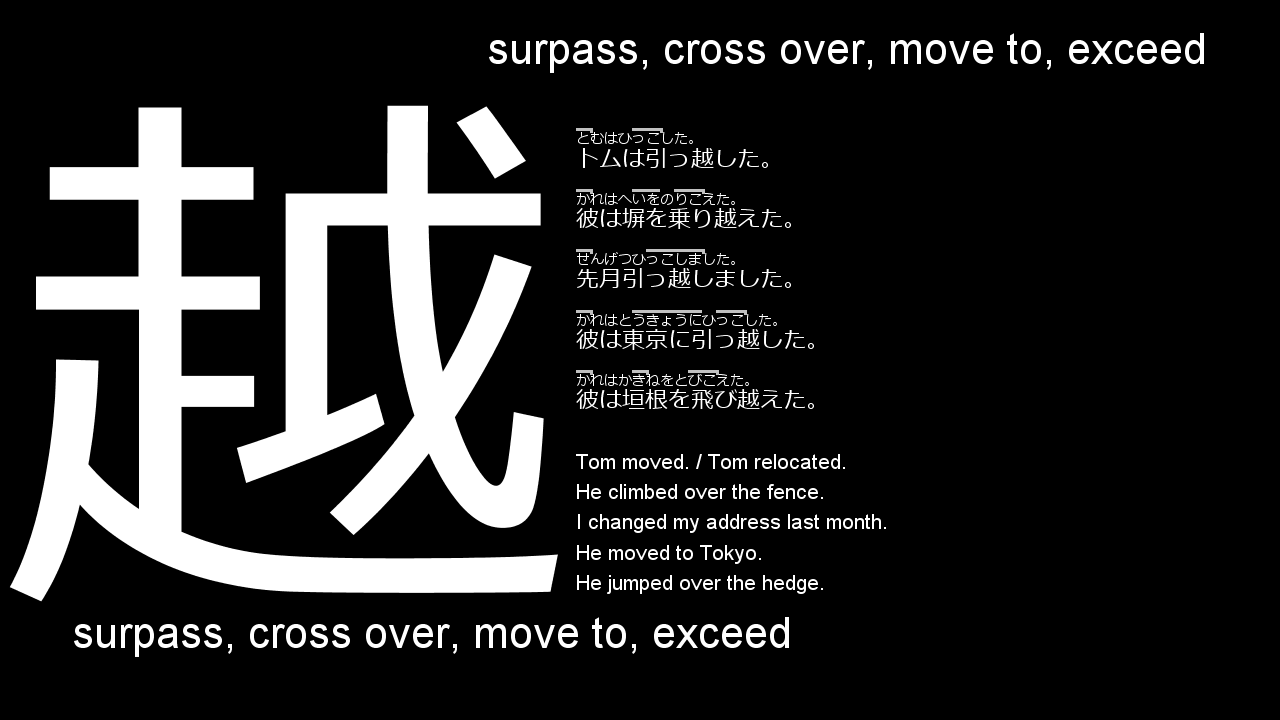 surpass, cross over, move to, exceed
越
とむはひっこした。
トムは引っ越した。
かれはへいをのりこえた。
彼は塀を乗り越えた。
せんげつひっこしました。
先月引っ越しました。
かれはとうきょうにひっこした。
彼は東京に引っ越した。
かれはかきねをとびこえた。
彼は垣根を飛び越えた。
Tom moved. / Tom relocated.
He climbed over the fence.
I changed my address last month.
He moved to Tokyo.
He jumped over the hedge.
surpass, cross over, move to, exceed